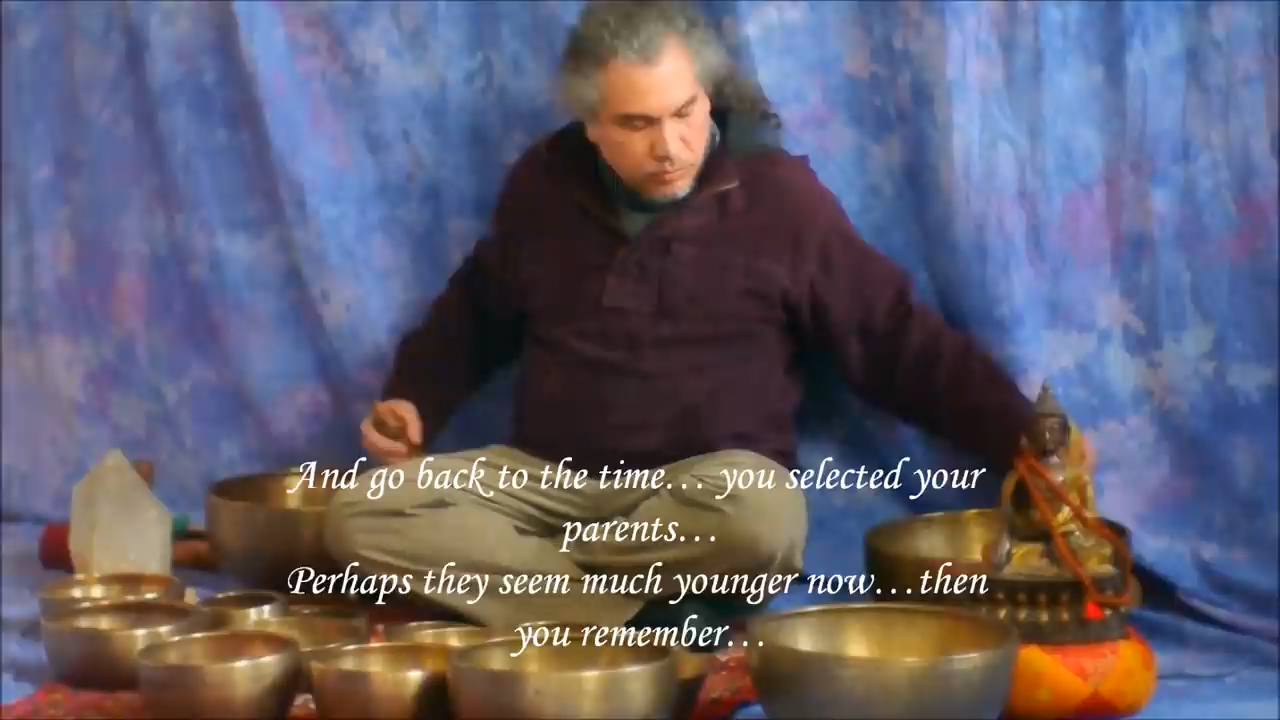 And go back to the time... you selected your
parents...
Perhaps they seem much younger now...then
you remember...